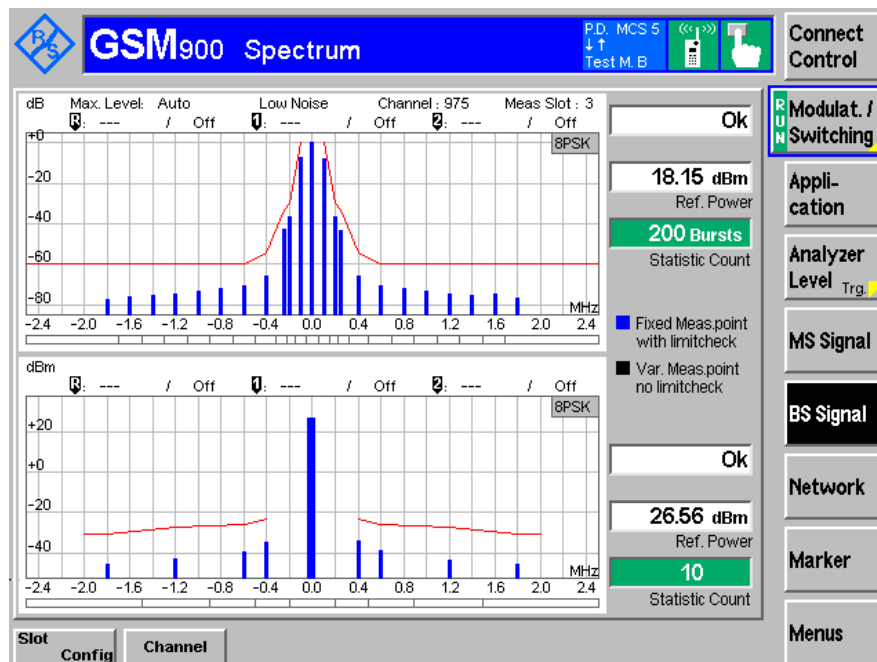 R/S
GSM900 Spectrum
P.D. MCS 5
↓↑
Test M. B
Connect
Control
dB Max. Level: Auto Low Noise Channel : 975 Meas Slot : 3
R: --- / Off 1: --- / Off 2: --- / Off
8PSK
+0
-20
-40
-60
-80
MHz
-2.4 -2.0 -1.6 -1.2 -0.8 -0.4 0.0 0.4 0.8 1.2 1.6 2.0 2.4
Ok
18.15 dBm
Ref. Power
200 Bursts
Statistic Count
Fixed Meas.point
with limitcheck
Var. Meas.point
no limitcheck
dBm
R: --- / Off 1: --- / Off 2: --- / Off
8PSK
+20
+0
-20
-40
MHz
-2.4 -2.0 -1.6 -1.2 -0.8 -0.4 0.0 0.4 0.8 1.2 1.6 2.0 2.4
Ok
26.56 dBm
Ref. Power
10
Statistic Count
RUN
Modulat. /
Switching
Appli-
cation
Analyzer
Level Trg.
MS Signal
BS Signal
Network
Marker
Menus
Slot
Config
Channel